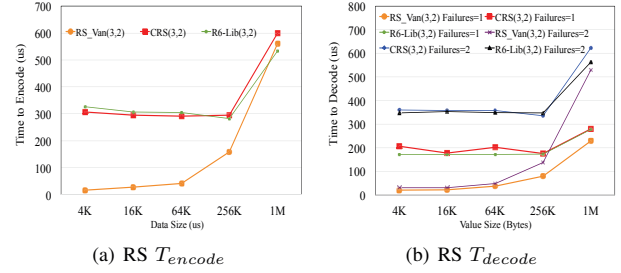 RS_Van(3,2) CRS(3,2) R6-Lib(3,2)
Time to Encode (us)
700
600
500
400
300
200
100
0
4K 16K 64K 256K 1M
Data Size (us)
(a) RS T_encode
RS_Van(3,2) Failures=1 CRS(3,2) Failures=1
R6-Lib(3,2) Failures=1 RS_Van(3,2) Failures=2
CRS(3,2) Failures=2 R6-Lib(3,2) Failures=2
Time to Decode (us)
800
700
600
500
400
300
200
100
0
4K 16K 64K 256K 1M
Value Size (Bytes)
(b) RS T_decode